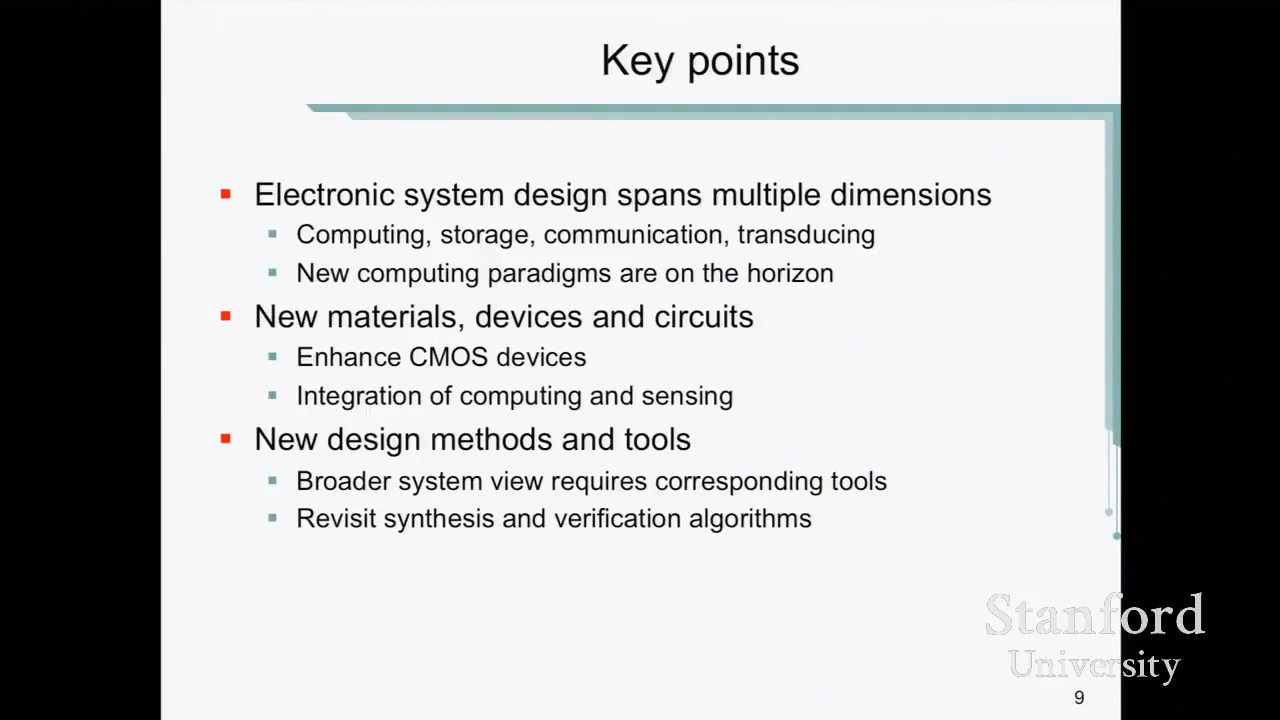 Key points
Electronic system design spans multiple dimensions
Computing, storage, communication, transducing
New computing paradigms are on the horizon
New materials, devices and circuits
Enhance CMOS devices
Integration of computing and sensing
New design methods and tools
Broader system view requires corresponding tools
Revisit synthesis and verification algorithms
Stanford
University
9